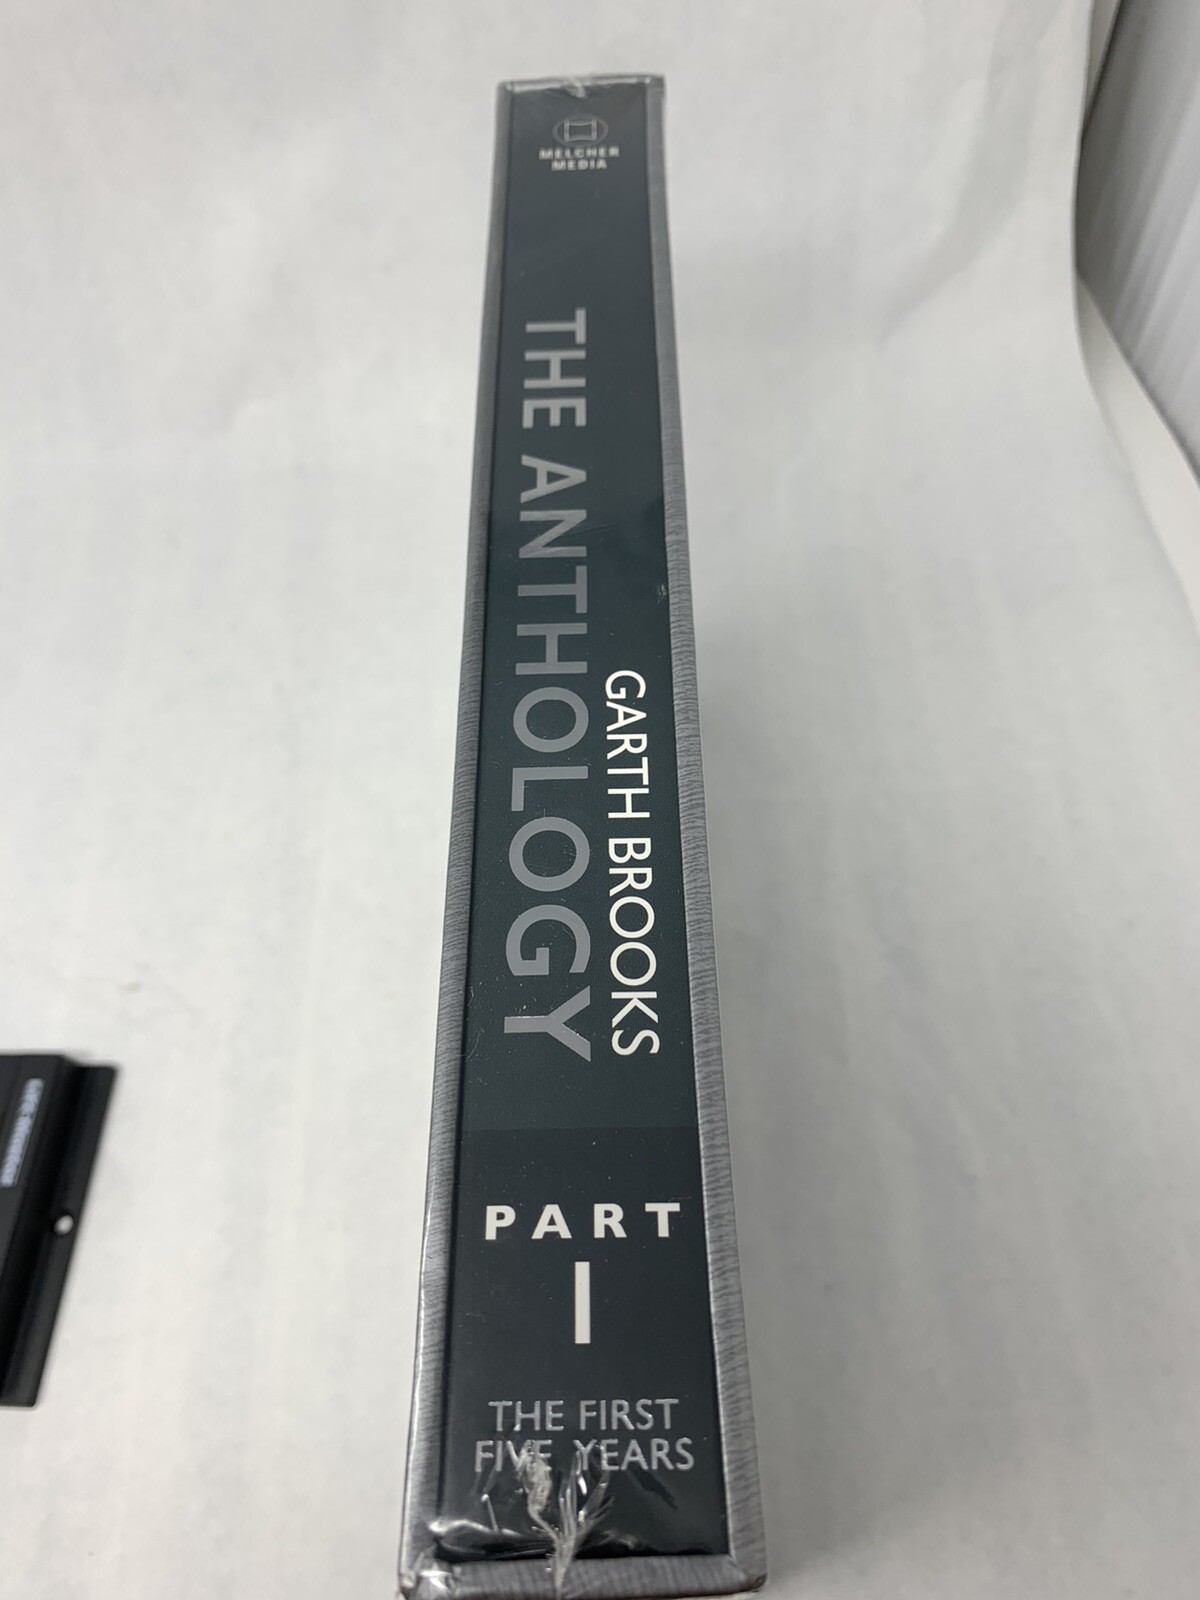 MELCHER
MEDIA
THE ANTHOLOGY
GARTH BROOKS
PART
I
THE FIRST
FIVE YEARS